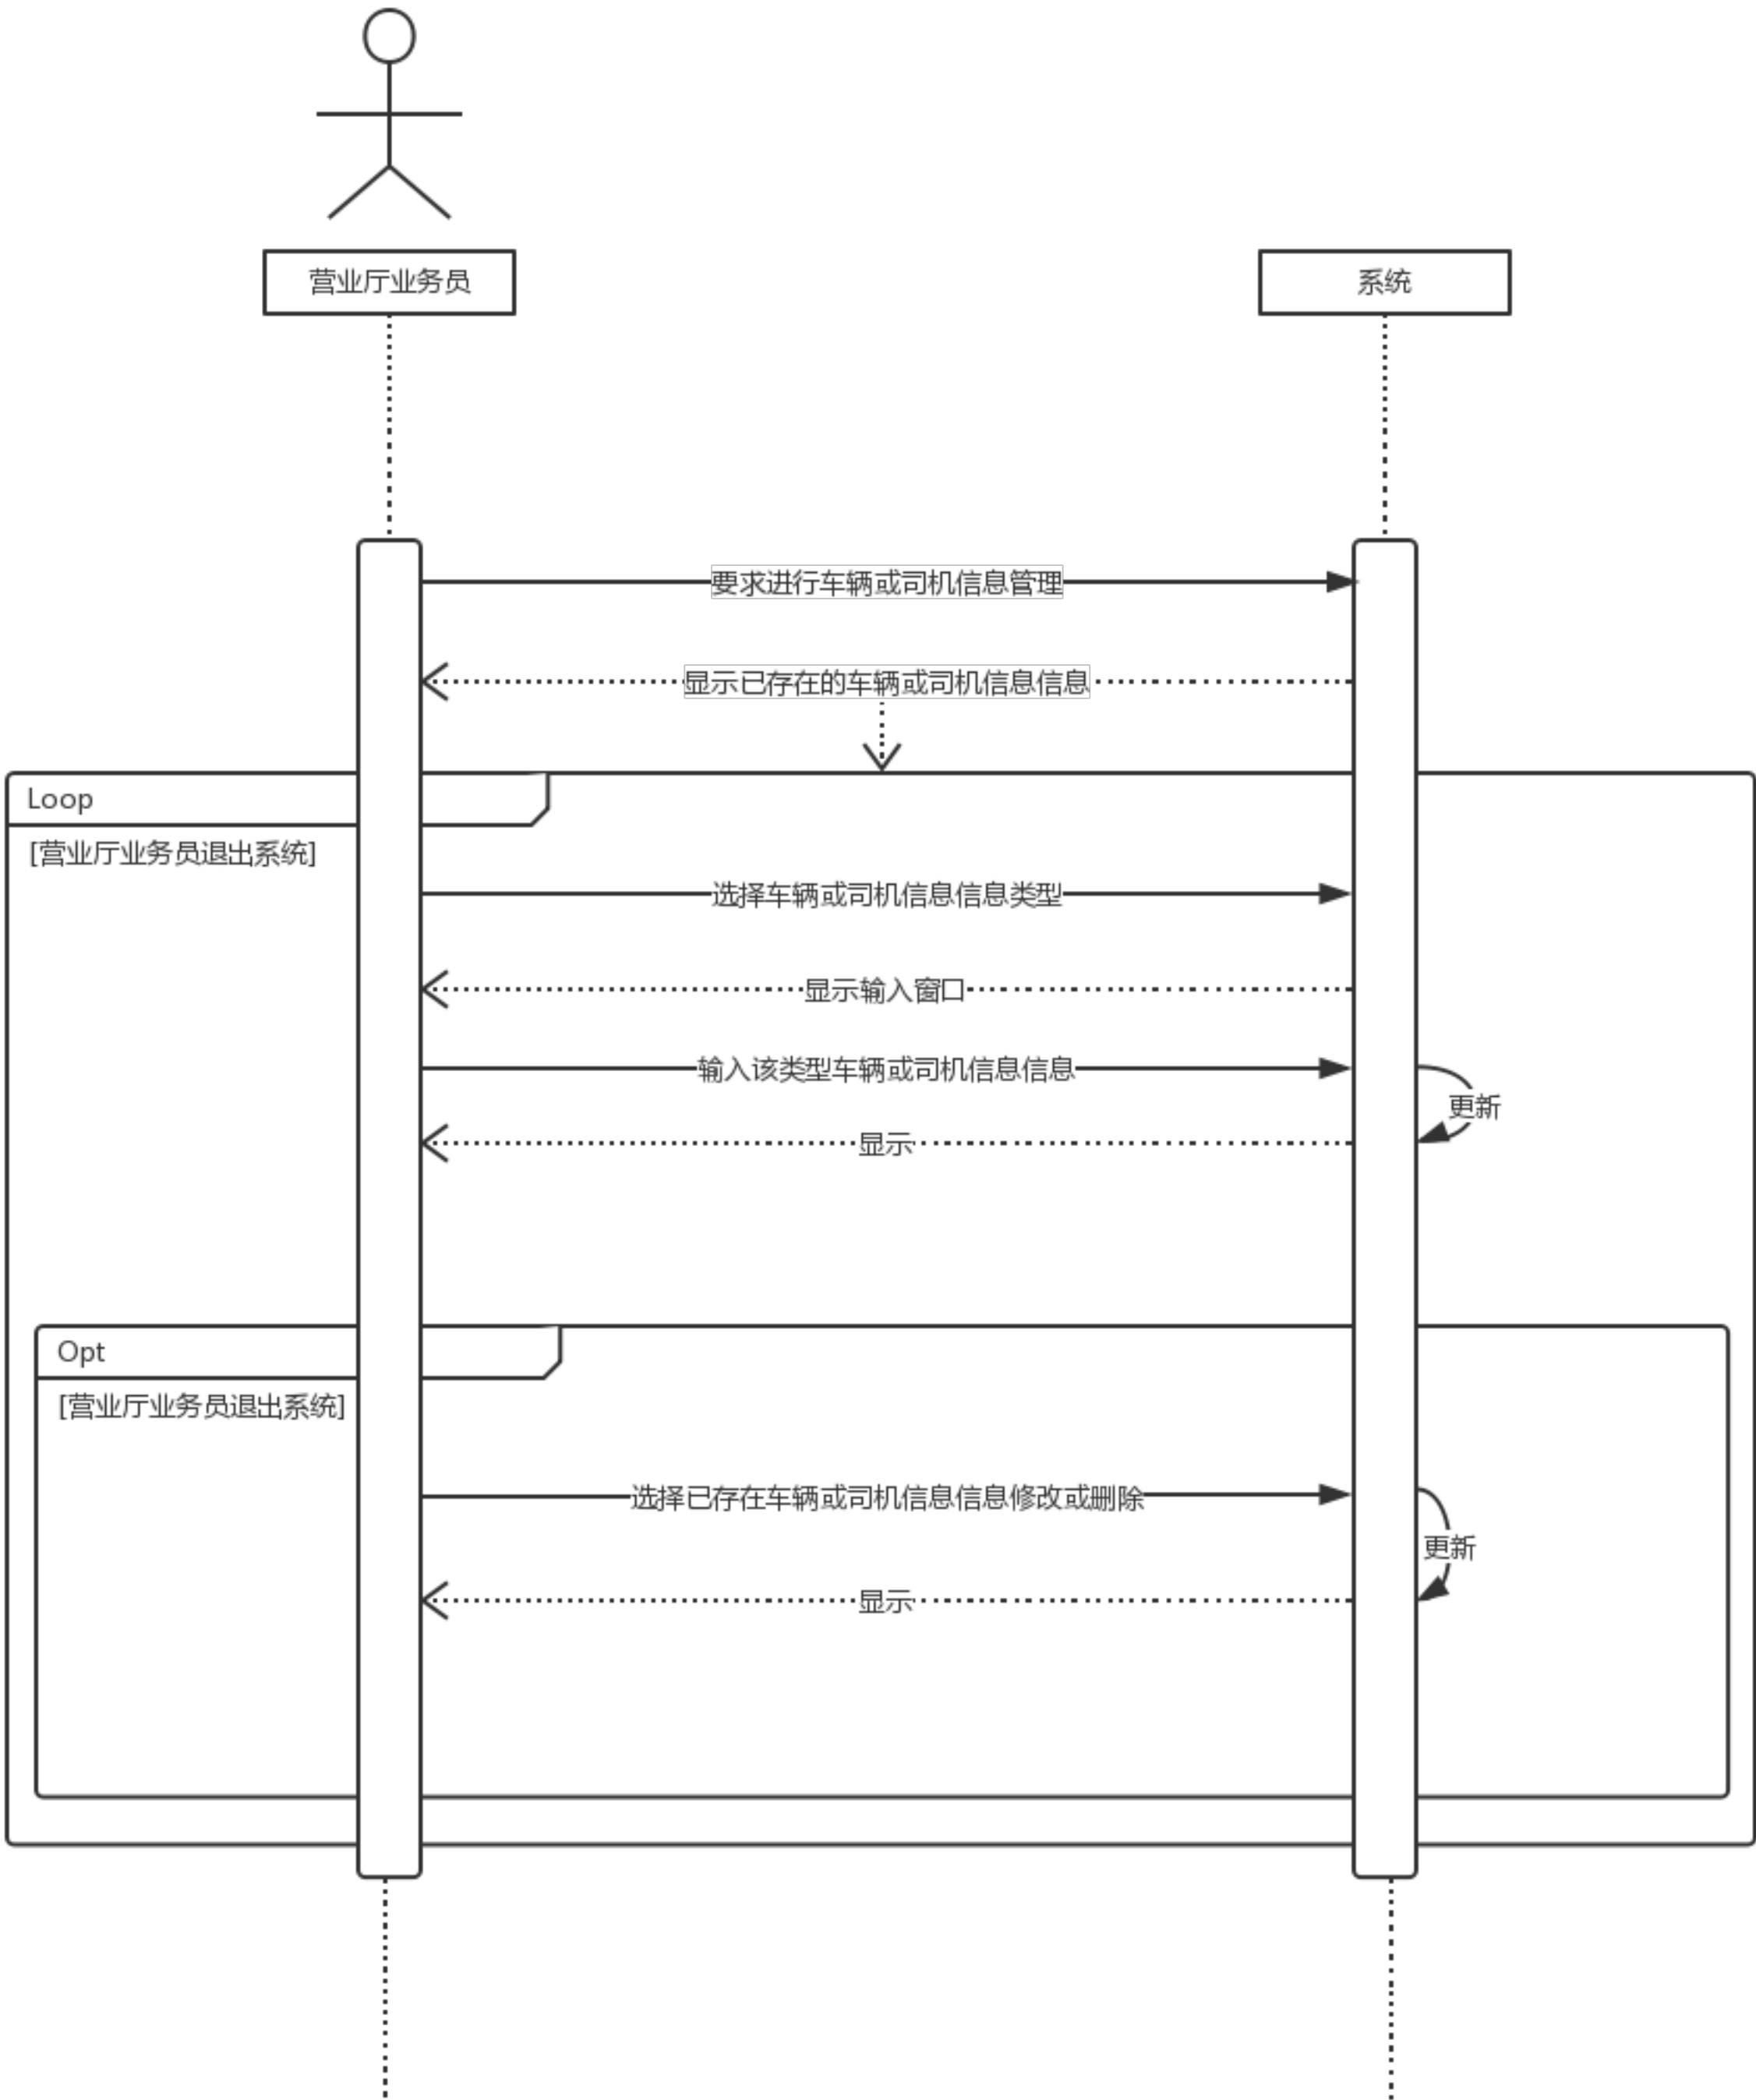 营业厅业务员
系统
要求进行车辆或司机信息管理
显示已存在的车辆或司机信息信息
Loop
[营业厅业务员退出系统]
选择车辆或司机信息信息类型
显示输入窗口
输入该类型车辆或司机信息信息
更新
显示
Opt
[营业厅业务员退出系统]
选择已存在车辆或司机信息信息修改或删除
更新
显示